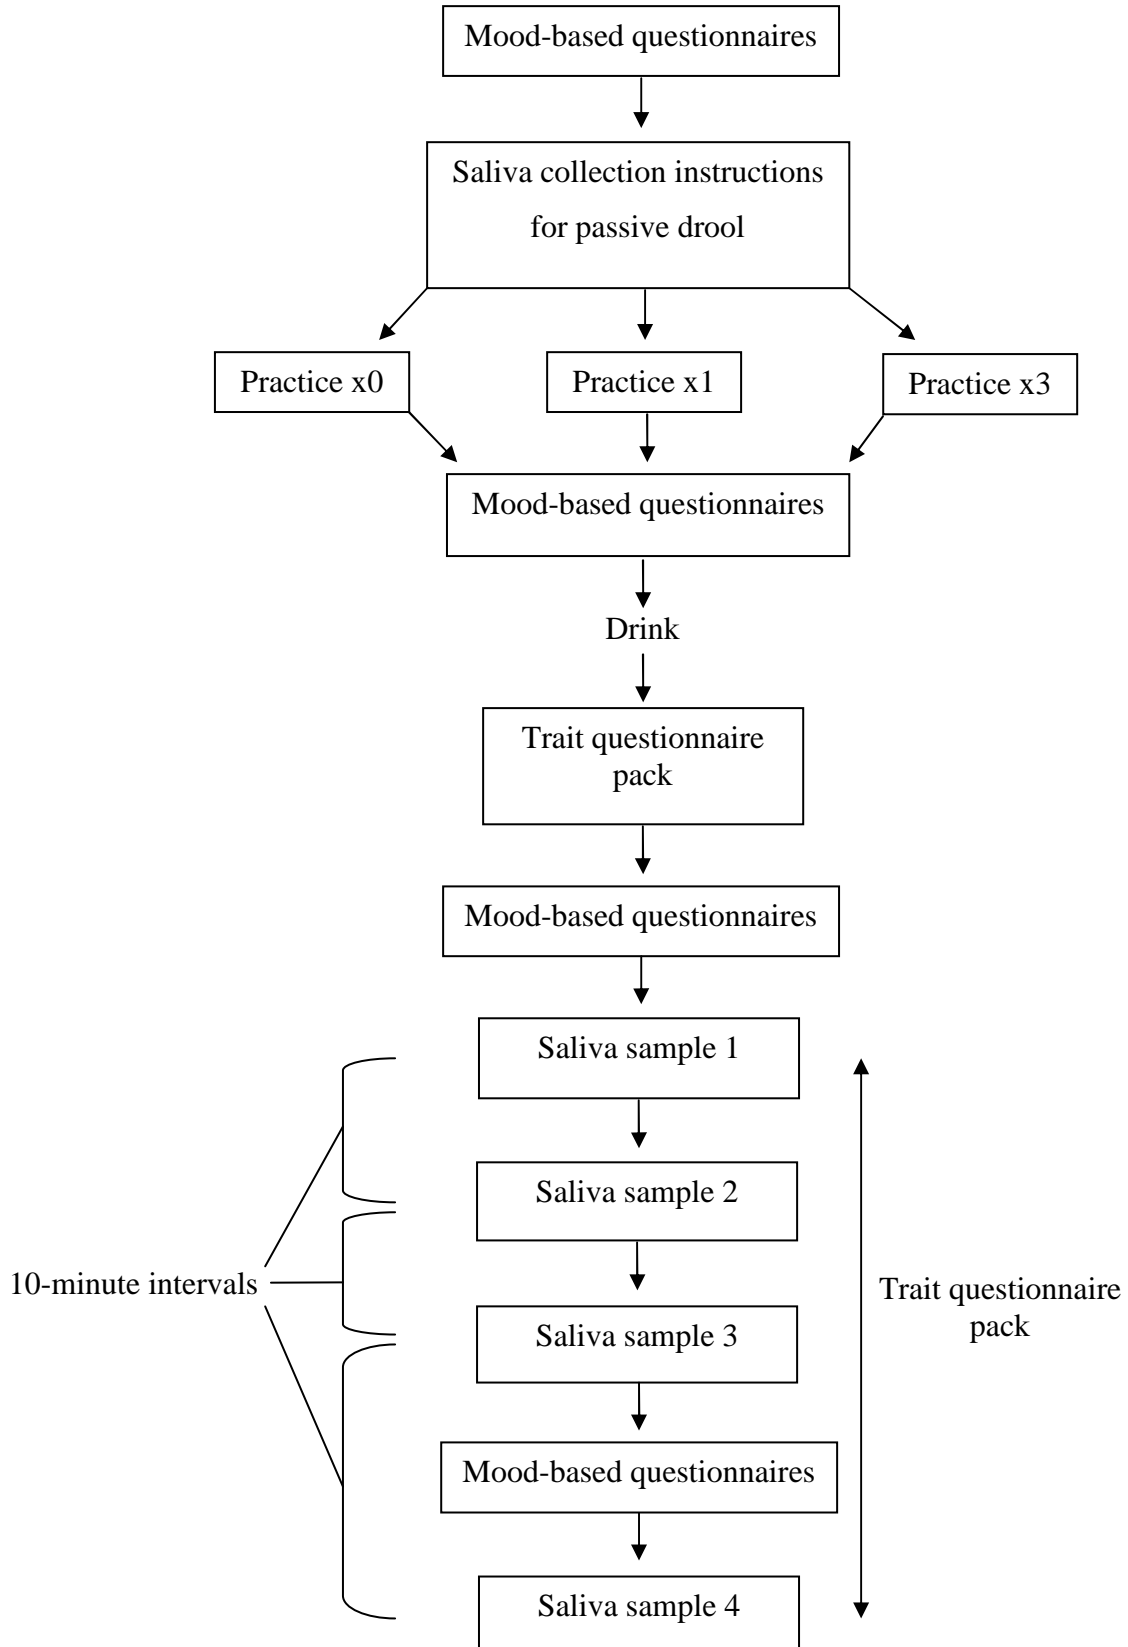 Mood-based questionnaires
Saliva collection instructions
for passive drool
Practice x0
Practice x1
Practice x3
Mood-based questionnaires
Drink
Trait questionnaire
pack
Mood-based questionnaires
Saliva sample 1
Saliva sample 2
10-minute intervals
Trait questionnaire
pack
Saliva sample 3
Mood-based questionnaires
Saliva sample 4